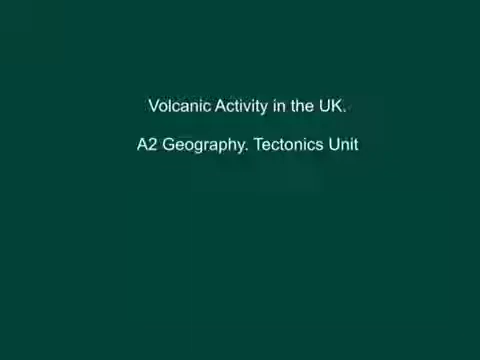 Volcanic Activity in the UK.
A2 Geography. Tectonics Unit